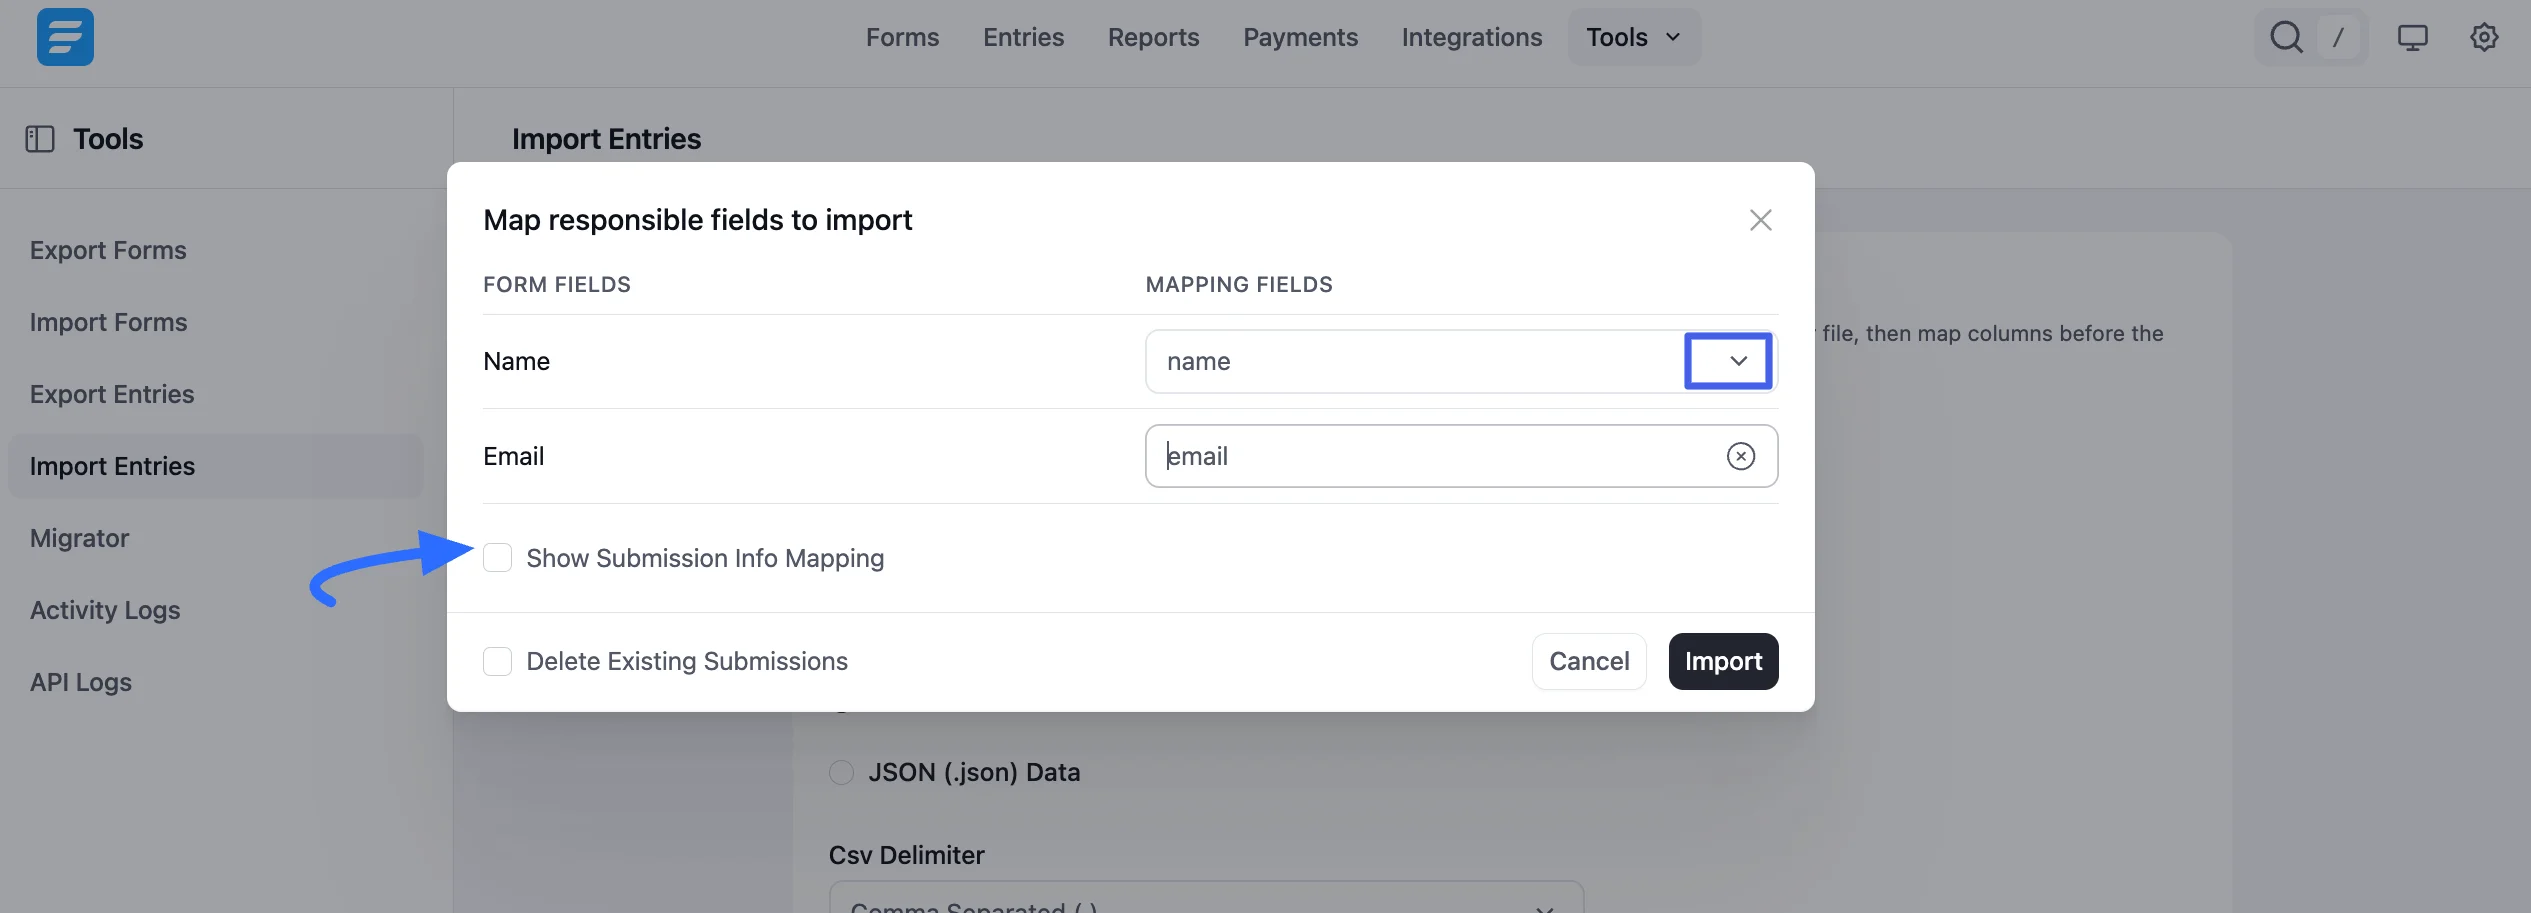 Forms Entries Reports Payments Integrations Tools /
Tools
Import Entries
Export Forms
Import Forms
Export Entries
Import Entries
Migrator
Activity Logs
API Logs
Map responsible fields to import
FORM FIELDS MAPPING FIELDS
Name name
Email email
Show Submission Info Mapping
Delete Existing Submissions Cancel Import
file, then map columns before the
JSON (.json) Data
Csv Delimiter
Comma Separated (,)